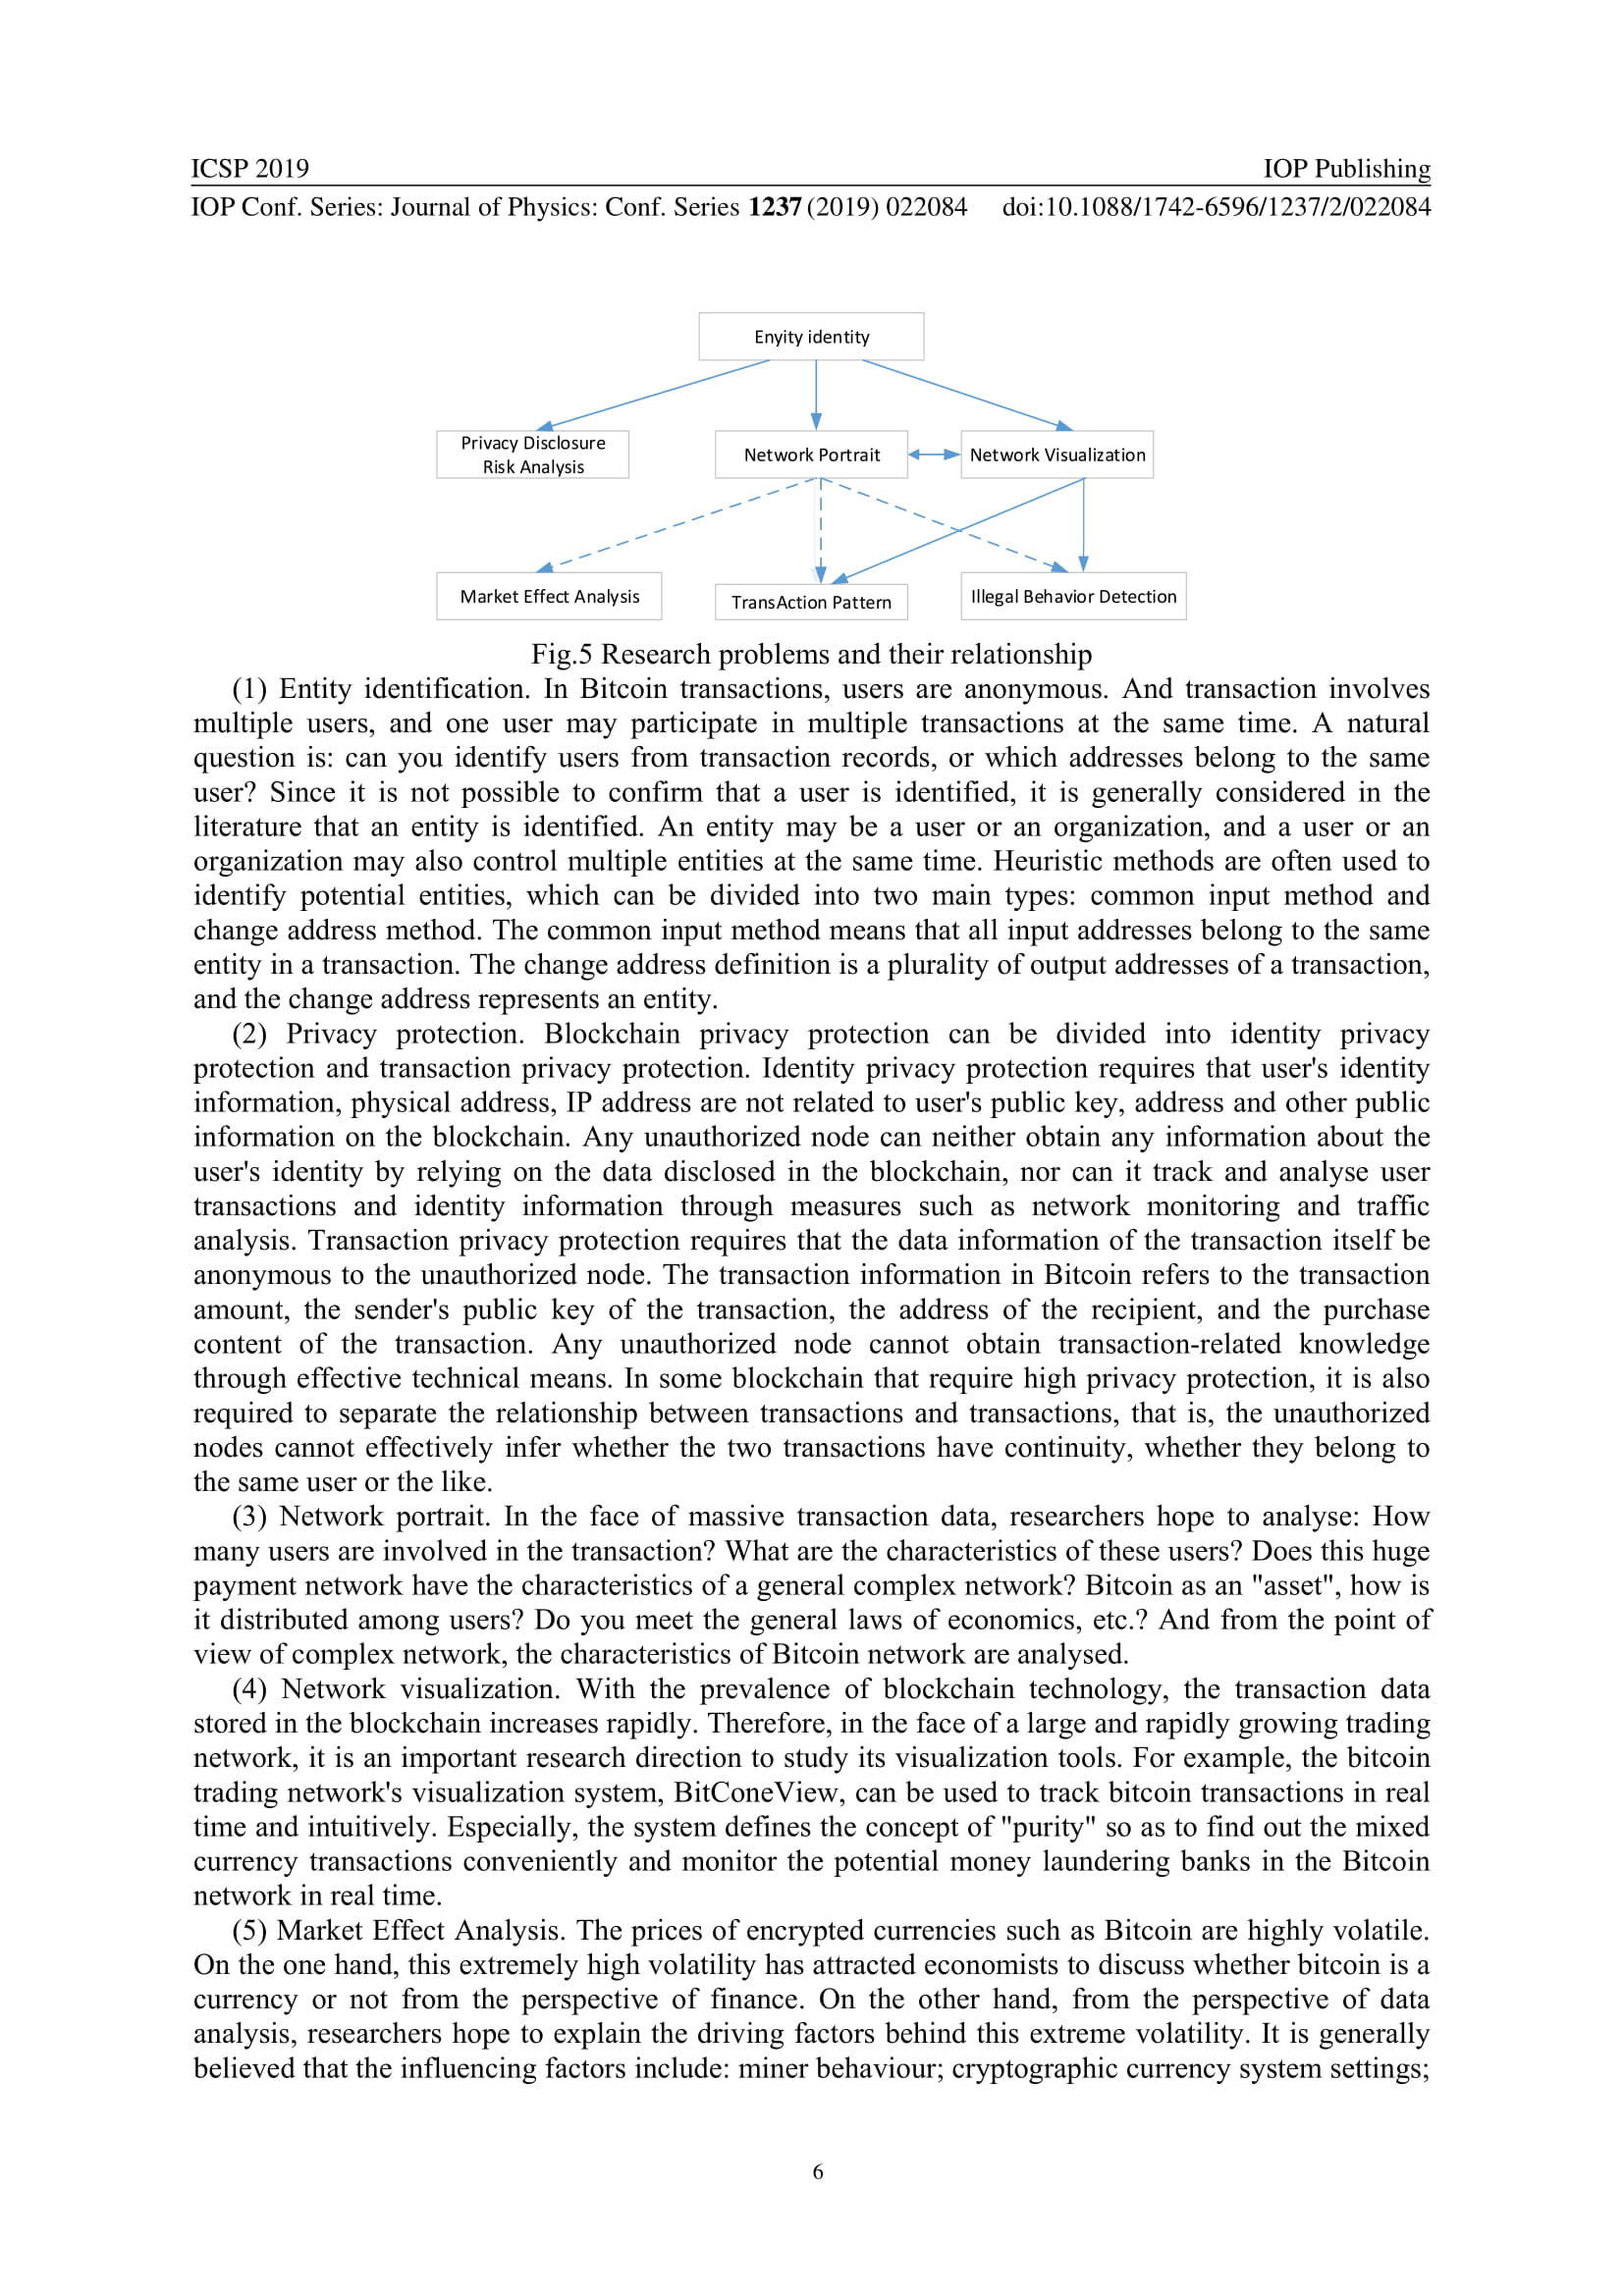 ICSP 2019
IOP Publishing
IOP Conf. Series: Journal of Physics: Conf. Series 1237 (2019) 022084
doi:10.1088/1742-6596/1237/2/022084
Enyity identity
Privacy Disclosure
Risk Analysis
Network Portrait
Network Visualization
Market Effect Analysis
TransAction Pattern
Illegal Behavior Detection
Fig.5 Research problems and their relationship
(1) Entity identification. In Bitcoin transactions, users are anonymous. And transaction involves
multiple users, and one user may participate in multiple transactions at the same time. A natural
question is: can you identify users from transaction records, or which addresses belong to the same
user? Since it is not possible to confirm that a user is identified, it is generally considered in the
literature that an entity is identified. An entity may be a user or an organization, and a user or an
organization may also control multiple entities at the same time. Heuristic methods are often used to
identify potential entities, which can be divided into two main types: common input method and
change address method. The common input method means that all input addresses belong to the same
entity in a transaction. The change address definition is a plurality of output addresses of a transaction,
and the change address represents an entity.
(2) Privacy protection. Blockchain privacy protection can be divided into identity privacy
protection and transaction privacy protection. Identity privacy protection requires that user's identity
information, physical address, IP address are not related to user's public key, address and other public
information on the blockchain. Any unauthorized node can neither obtain any information about the
user's identity by relying on the data disclosed in the blockchain, nor can it track and analyse user
transactions and identity information through measures such as network monitoring and traffic
analysis. Transaction privacy protection requires that the data information of the transaction itself be
anonymous to the unauthorized node. The transaction information in Bitcoin refers to the transaction
amount, the sender's public key of the transaction, the address of the recipient, and the purchase
content of the transaction. Any unauthorized node cannot obtain transaction-related knowledge
through effective technical means. In some blockchain that require high privacy protection, it is also
required to separate the relationship between transactions and transactions, that is, the unauthorized
nodes cannot effectively infer whether the two transactions have continuity, whether they belong to
the same user or the like.
(3) Network portrait. In the face of massive transaction data, researchers hope to analyse: How
many users are involved in the transaction? What are the characteristics of these users? Does this huge
payment network have the characteristics of a general complex network? Bitcoin as an "asset", how is
it distributed among users? Do you meet the general laws of economics, etc.? And from the point of
view of complex network, the characteristics of Bitcoin network are analysed.
(4) Network visualization. With the prevalence of blockchain technology, the transaction data
stored in the blockchain increases rapidly. Therefore, in the face of a large and rapidly growing trading
network, it is an important research direction to study its visualization tools. For example, the bitcoin
trading network's visualization system, BitConeView, can be used to track bitcoin transactions in real
time and intuitively. Especially, the system defines the concept of "purity" so as to find out the mixed
currency transactions conveniently and monitor the potential money laundering banks in the Bitcoin
network in real time.
(5) Market Effect Analysis. The prices of encrypted currencies such as Bitcoin are highly volatile.
On the one hand, this extremely high volatility has attracted economists to discuss whether bitcoin is a
currency or not from the perspective of finance. On the other hand, from the perspective of data
analysis, researchers hope to explain the driving factors behind this extreme volatility. It is generally
believed that the influencing factors include: miner behaviour; cryptographic currency system settings;
6